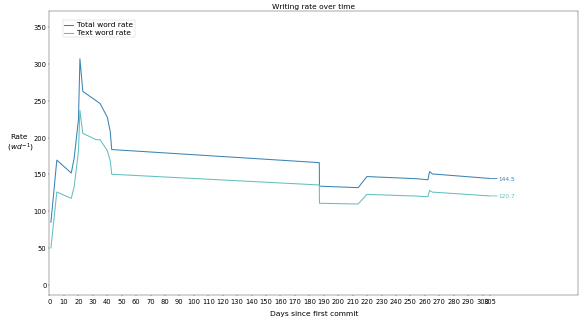 Writing rate over time
Total word rate
Text word rate
350
300
250
200
150
100
50
0
Rate
(wd⁻¹)
144.5
120.7
0 10 20 30 40 50 60 70 80 90 100 110 120 130 140 150 160 170 180 190 200 210 220 230 240 250 260 270 280 290 300 305
Days since first commit